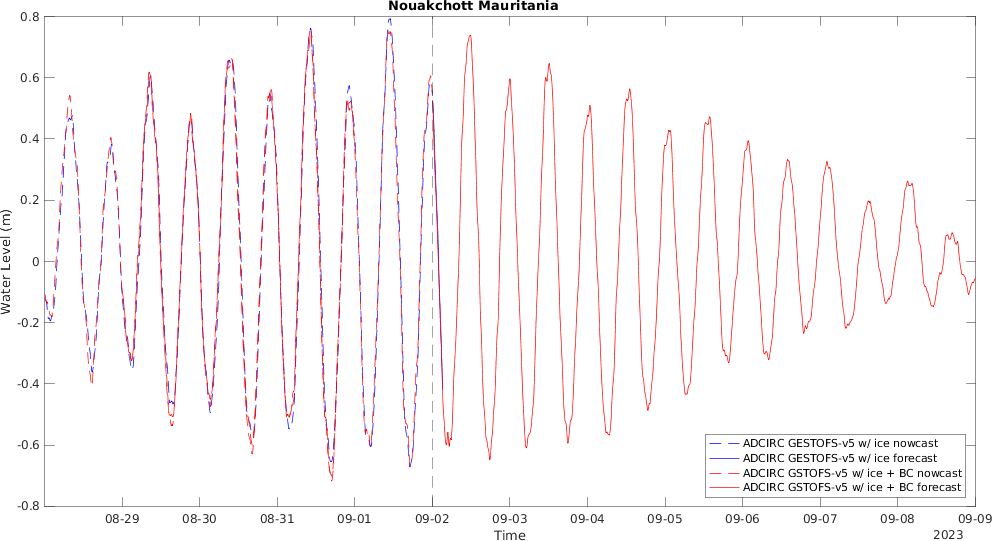 Nouakchott Mauritania
Water Level (m)
0.8
0.6
0.4
0.2
0
-0.2
-0.4
-0.6
-0.8
ADCIRC GESTOFS-v5 w/ ice nowcast
ADCIRC GESTOFS-v5 w/ ice forecast
ADCIRC GSTOFS-v5 w/ ice + BC nowcast
ADCIRC GSTOFS-v5 w/ ice + BC forecast
08-29 08-30 08-31 09-01 09-02 09-03 09-04 09-05 09-06 09-07 09-08 09-09
Time
2023